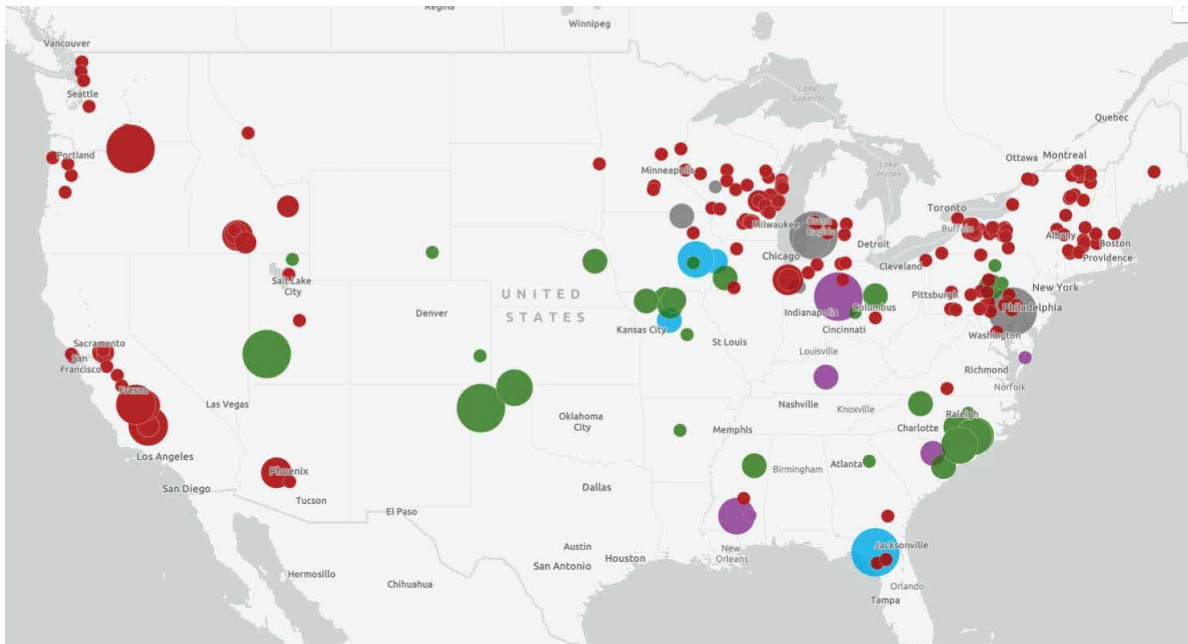 Regina
Winnipeg
Vancouver
Seattle
Portland
Minneapolis
Lake
Superior
Lake
Huron
Quebec
Ottawa
Montreal
Toronto
Buffalo
Albany
Boston
Providence
Milwaukee
Grand
Rapids
Detroit
Chicago
Cleveland
New York
Pittsburgh
Philadelphia
Salt Lake
City
UNITED
STATES
Denver
Kansas City
Indianapolis
Columbus
Cincinnati
Washington
St Louis
Louisville
Richmond
Norfolk
Sacramento
San
Francisco
Fresno
Las Vegas
Nashville
Knoxville
Raleigh
Oklahoma
City
Memphis
Charlotte
Los Angeles
Phoenix
Birmingham
Atlanta
San Diego
Tucson
Dallas
El Paso
Austin
Houston
San Antonio
New
Orleans
Jacksonville
Orlando
Tampa
Hermosillo
Chihuahua